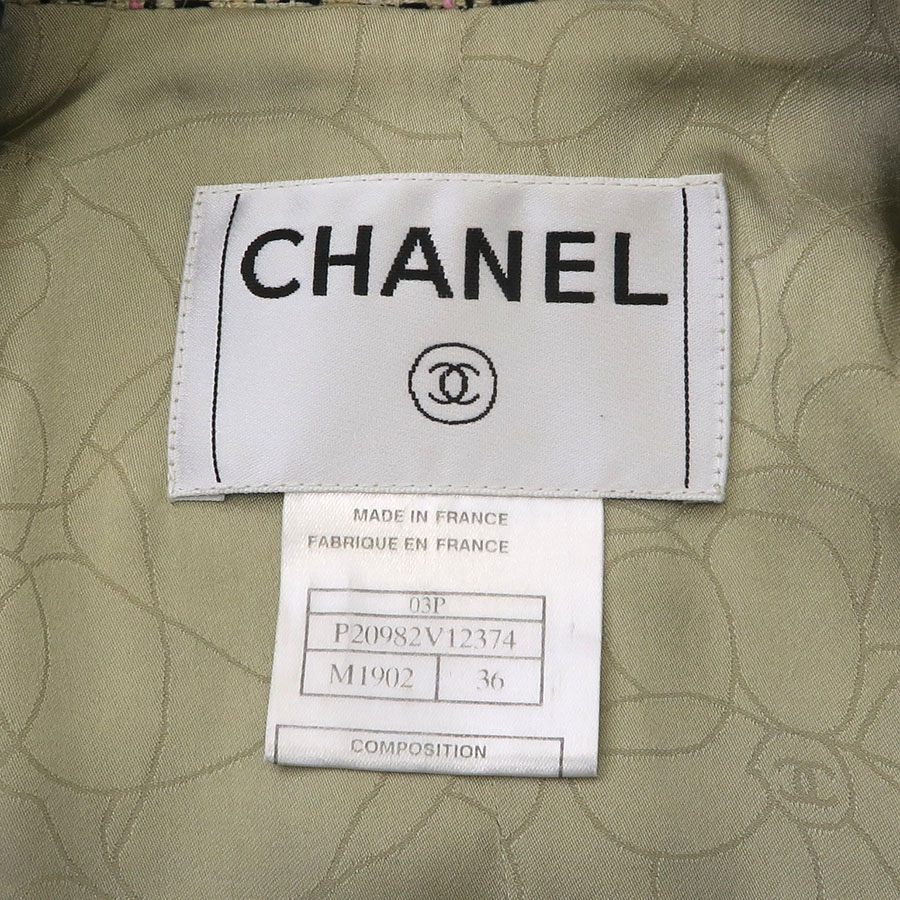 CHANEL
MADE IN FRANCE
FABRIQUE EN FRANCE
03P
P20982V12374
M1902 36
COMPOSITION